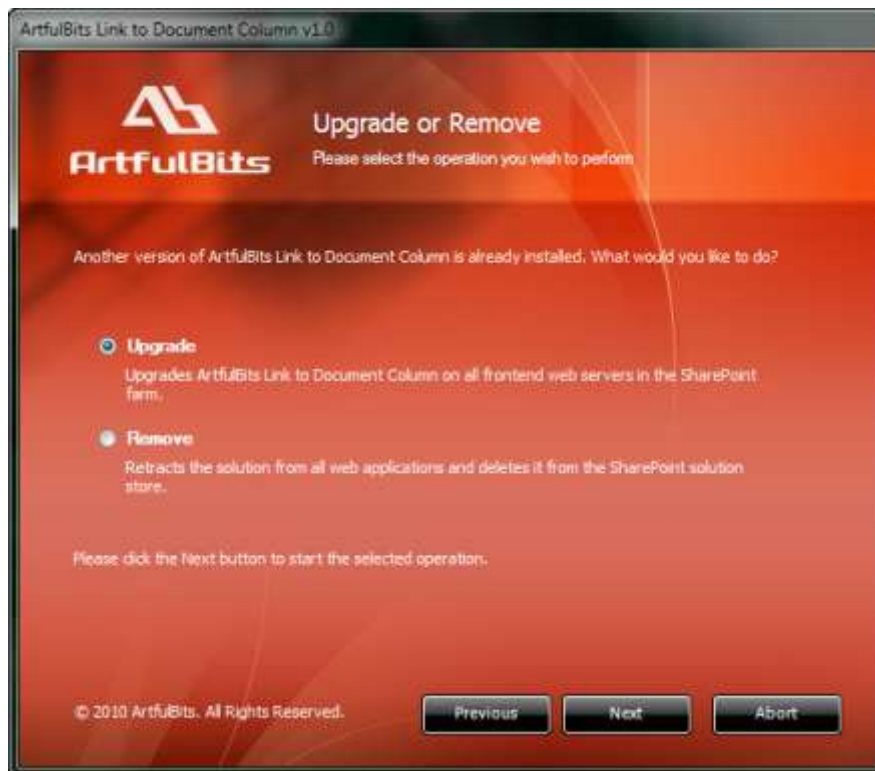 ArtfulBits Link to Document Column v1.0
ArtfulBits
Upgrade or Remove
Please select the operation you wish to perform
Another version of ArtfulBits Link to Document Column is already installed. What would you like to do?
Upgrade
Upgrades ArtfulBits Link to Document Column on all frontend web servers in the SharePoint
farm.
Remove
Retracts the solution from all web applications and deletes it from the SharePoint solution
store.
Please click the Next button to start the selected operation.
© 2010 ArtfulBits. All Rights Reserved.
Previous
Next
Abort